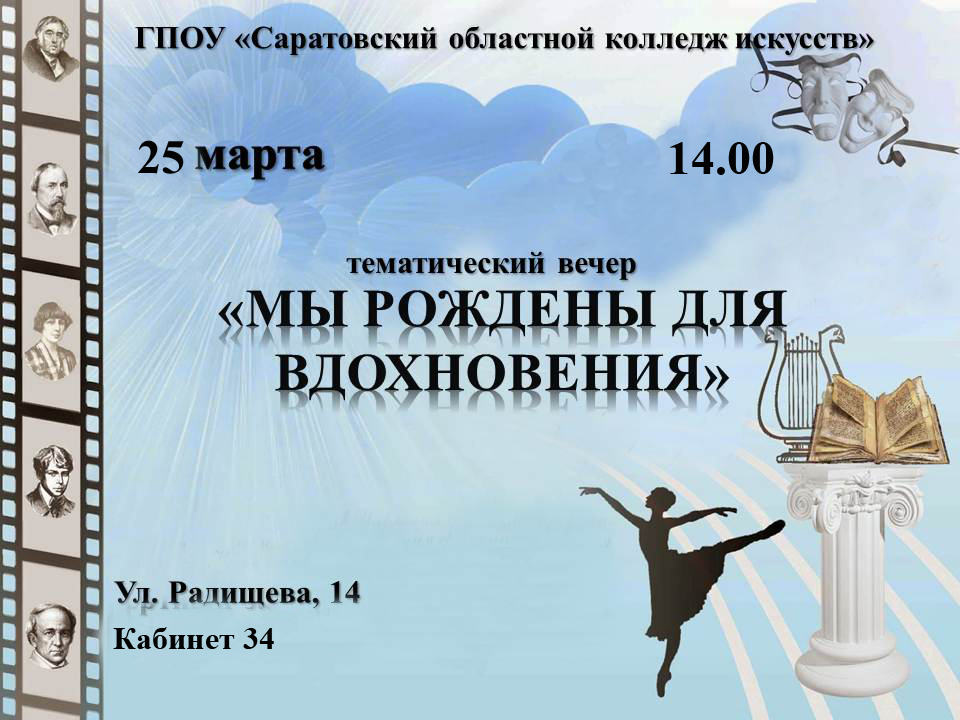 ГПОУ «Саратовский областной колледж искусств»
25 марта 14.00
тематический вечер
«МЫ РОЖДЕНЫ ДЛЯ
ВДОХНОВЕНИЯ»
Ул. Радищева, 14
Кабинет 34